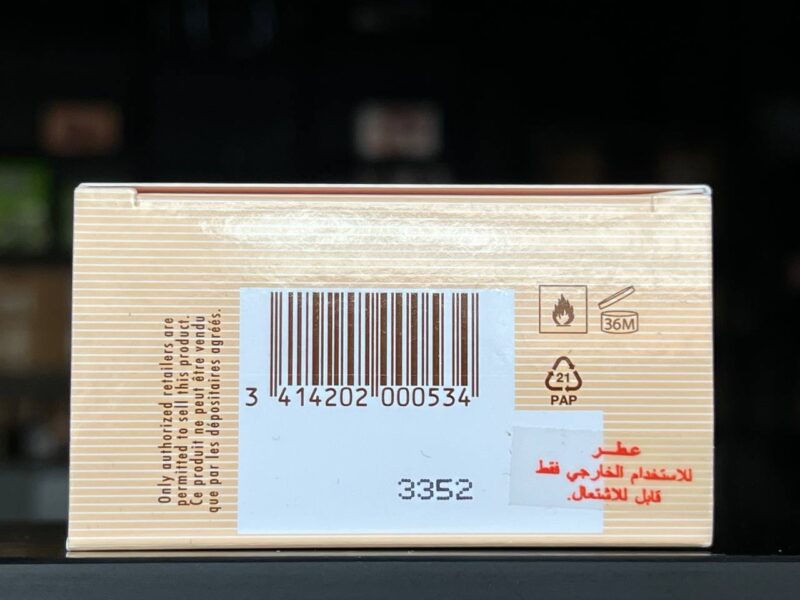 Only authorized retailers are
permitted to sell this product.
Ce produit ne peut être vendu
que par les dépositaires agréés.
3 414202 000534
3352
36M
21
PAP
عطر
للاستخدام الخارجي فقط
قابل للاشتعال.